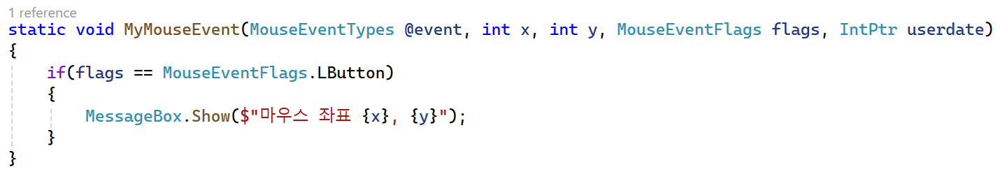 1 reference
static void MyMouseEvent(MouseEventTypes @event, int x, int y, MouseEventFlags flags, IntPtr userdate)
{
if(flags == MouseEventFlags.LButton)
{
MessageBox.Show($"마우스 좌표 {x}, {y}");
}
}